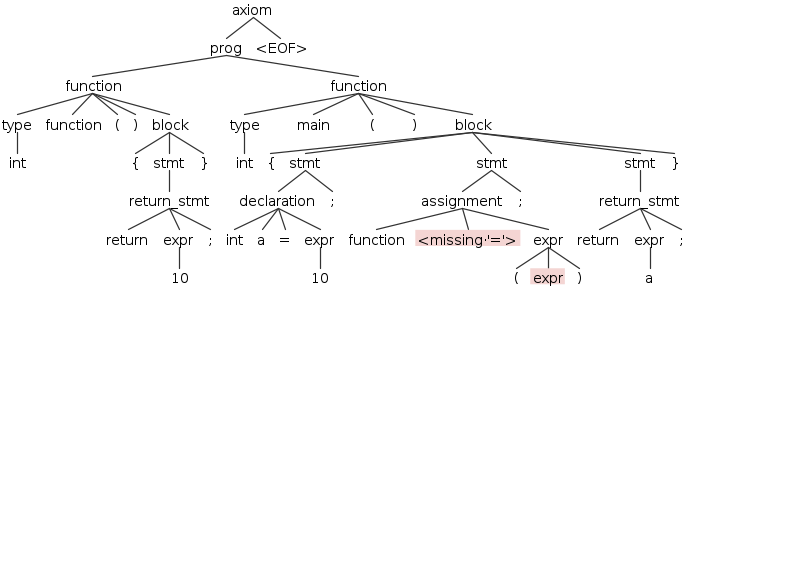 axiom
prog <EOF>
function function
type function ( ) block type main ( ) block
int { stmt } int { stmt stmt stmt }
return_stmt declaration ; assignment ; return_stmt
return expr ; int a = expr function <missing·'='> expr return expr ;
10 10 ( expr ) a